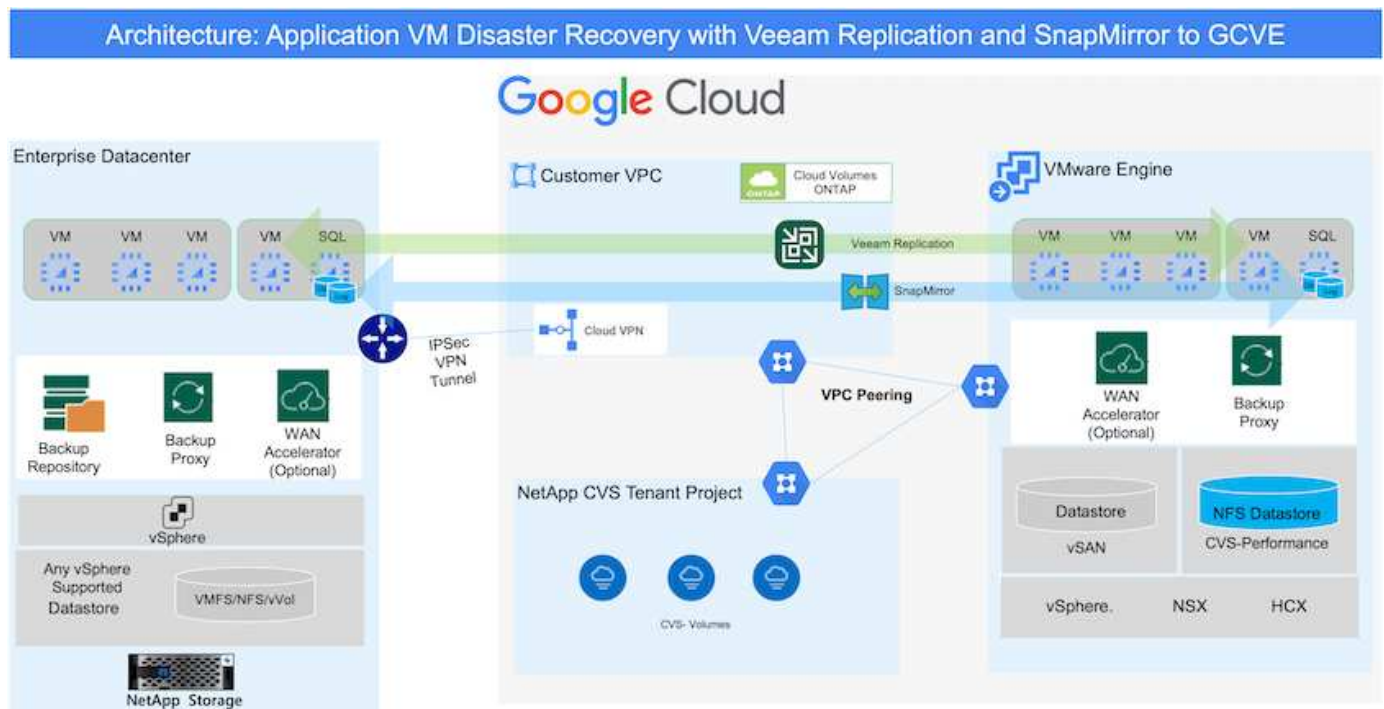 Architecture: Application VM Disaster Recovery with Veeam Replication and SnapMirror to GCVE
Google Cloud
Enterprise Datacenter
VM
VM
VM
VM
SQL
Customer VPC
ONTAP
Cloud Volumes
ONTAP
VMware Engine
VM
VM
VM
VM
SQL
Veeam Replication
SnapMirror
IPSec
VPN
Tunnel
Cloud VPN
VPC Peering
Backup
Repository
Backup
Proxy
WAN
Accelerator
(Optional)
WAN
Accelerator
(Optional)
Backup
Proxy
vSphere
Any vSphere
Supported
Datastore
VMFS/NFS/vVol
NetApp Storage
NetApp CVS Tenant Project
CVS- Volumes
Datastore
vSAN
NFS Datastore
CVS-Performance
vSphere.
NSX
HCX